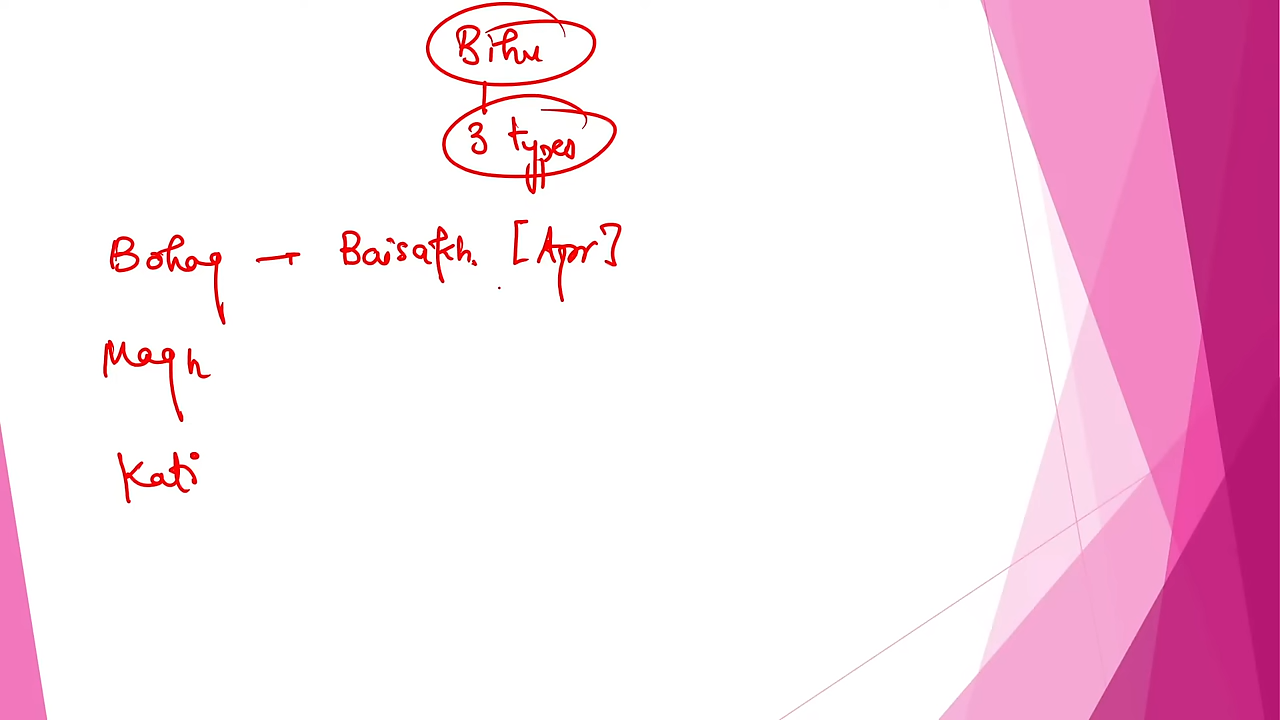 Bihu
3 types
Bohag → Baisakh. [Apr]
Magh
Kati